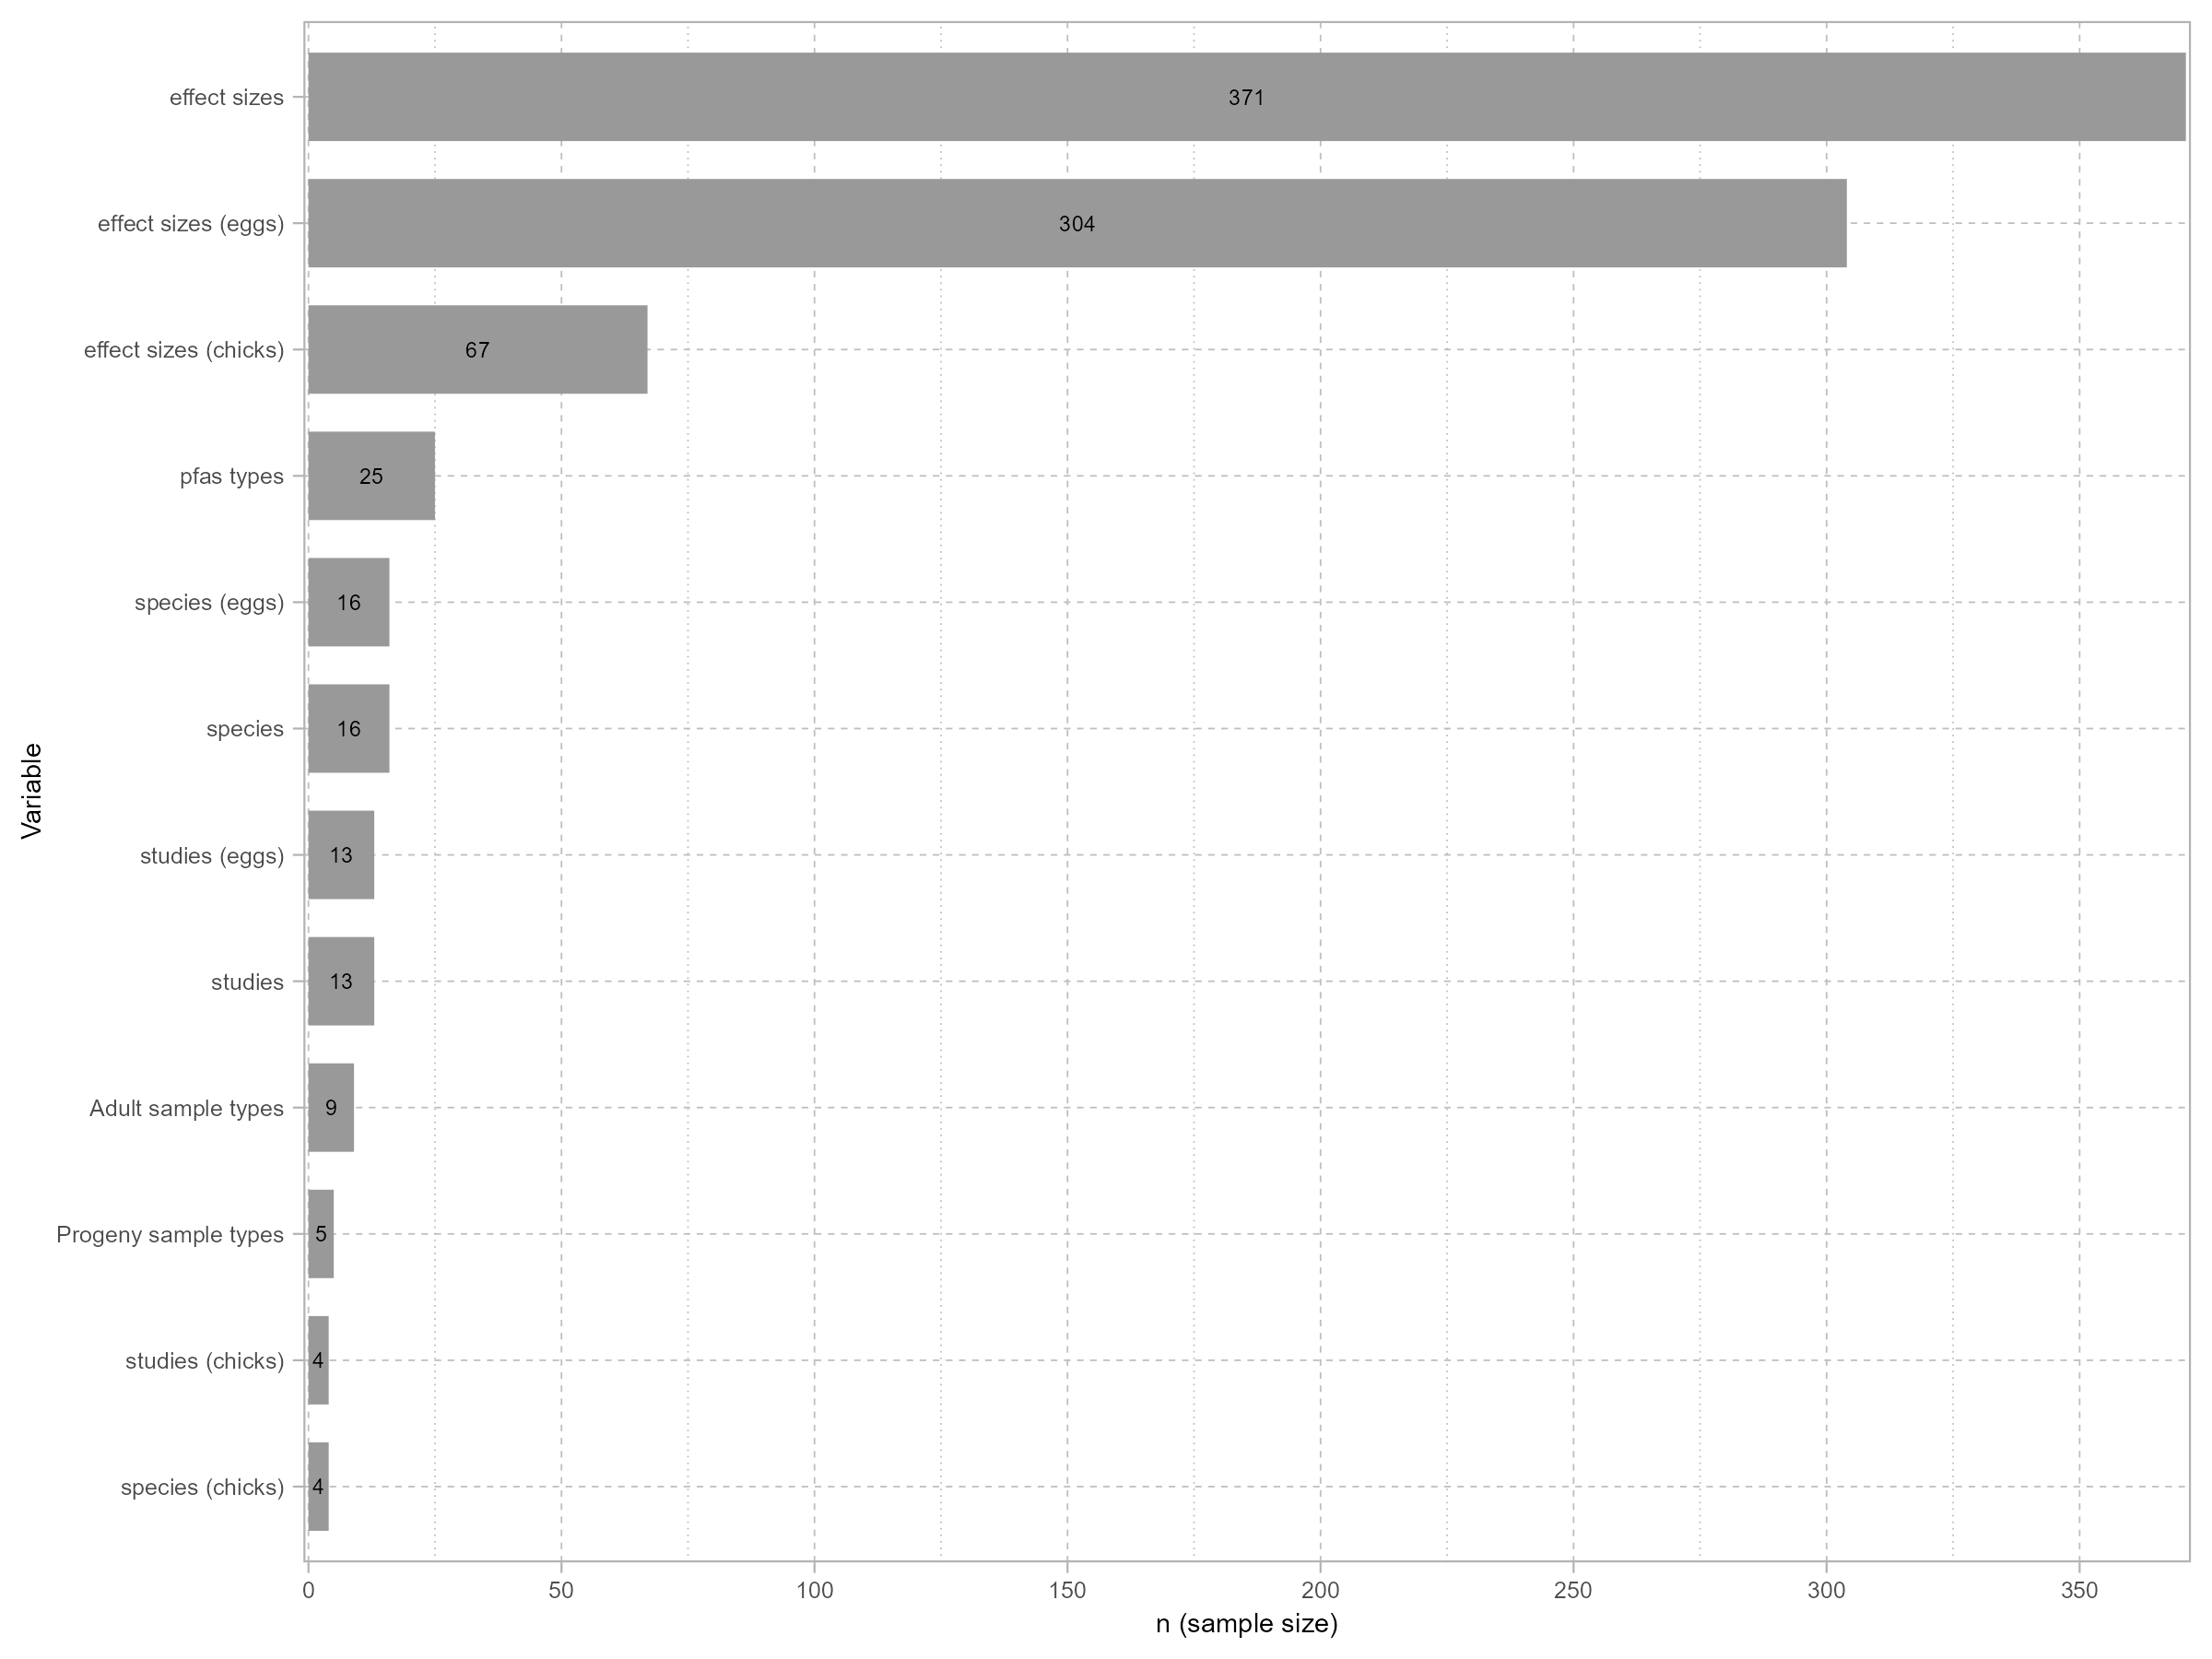 effect sizes 371
effect sizes (eggs) 304
effect sizes (chicks) 67
pfas types 25
species (eggs) 16
species 16
studies (eggs) 13
studies 13
Adult sample types 9
Progeny sample types 5
studies (chicks) 4
species (chicks) 4
Variable
0 50 100 150 200 250 300 350
n (sample size)